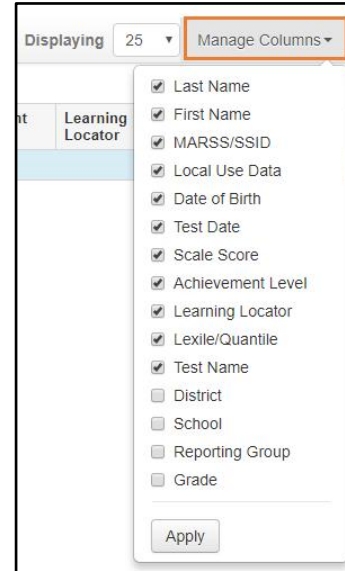 Displaying 25 Manage Columns
nt Learning
Locator
Last Name
First Name
MARSS/SSID
Local Use Data
Date of Birth
Test Date
Scale Score
Achievement Level
Learning Locator
Lexile/Quantile
Test Name
District
School
Reporting Group
Grade
Apply